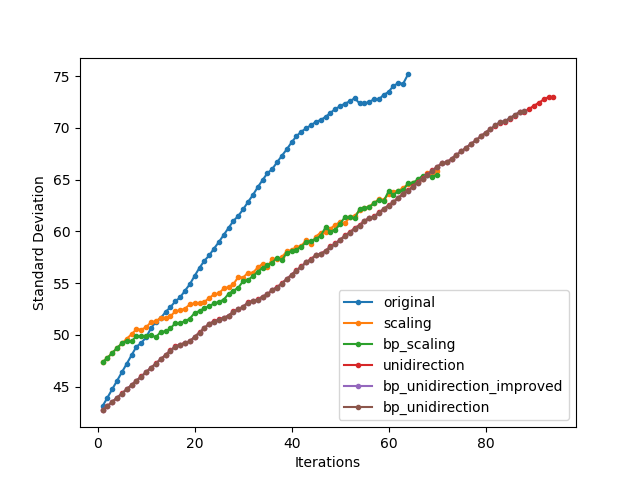 75
70
65
60
55
50
45
Standard Deviation
0
20
40
60
80
Iterations
original
scaling
bp_scaling
unidirection
bp_unidirection_improved
bp_unidirection